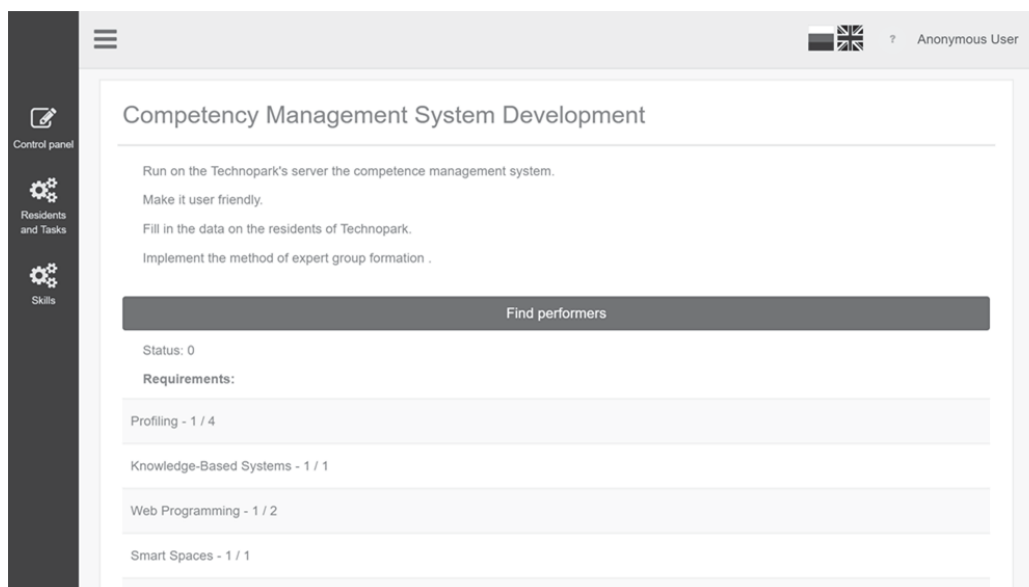 ? Anonymous User
Control panel
Residents
and Tasks
Skills
Competency Management System Development
Run on the Technopark's server the competence management system.
Make it user friendly.
Fill in the data on the residents of Technopark.
Implement the method of expert group formation .
Find performers
Status: 0
Requirements:
Profiling - 1 / 4
Knowledge-Based Systems - 1 / 1
Web Programming - 1 / 2
Smart Spaces - 1 / 1